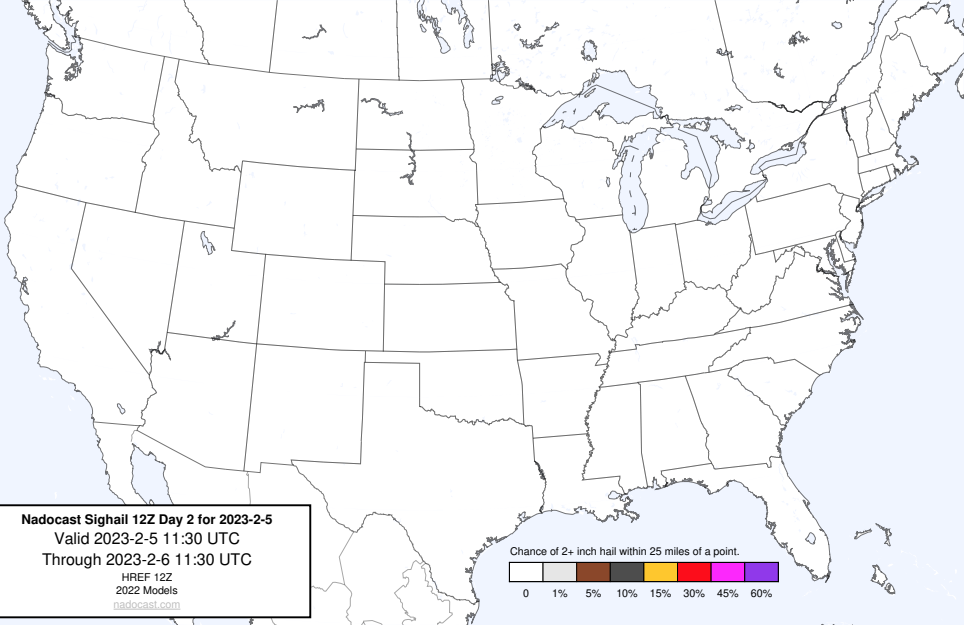 Nadocast Sighail 12Z Day 2 for 2023-2-5
Valid 2023-2-5 11:30 UTC
Through 2023-2-6 11:30 UTC
HREF 12Z
2022 Models
nadocast.com
Chance of 2+ inch hail within 25 miles of a point.
0 1% 5% 10% 15% 30% 45% 60%